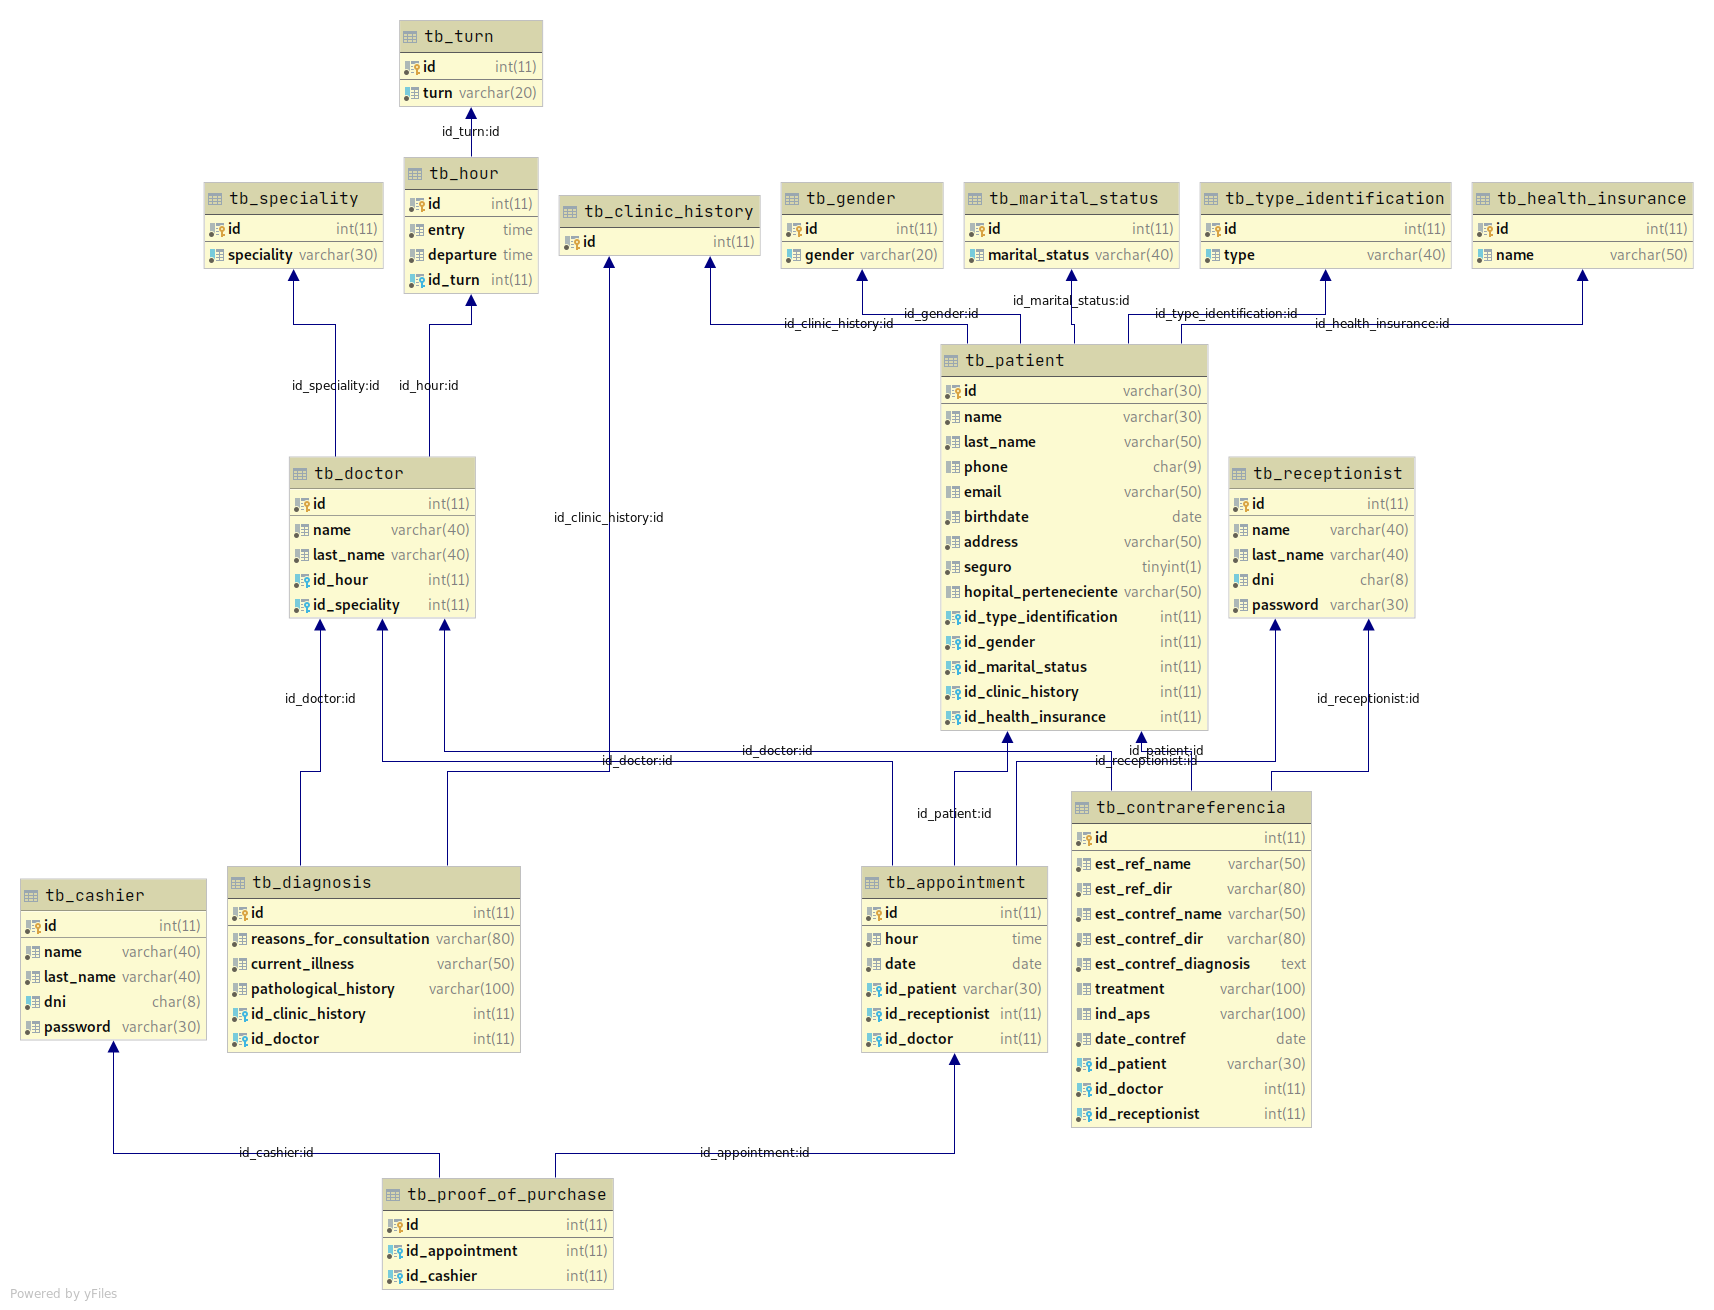 tb_turn
id int(11)
turn varchar(20)
id_turn:id
tb_speciality
id int(11)
speciality varchar(30)
tb_hour
id int(11)
entry time
departure time
id_turn int(11)
tb_clinic_history
id int(11)
tb_gender
id int(11)
gender varchar(20)
tb_marital_status
id int(11)
marital_status varchar(40)
tb_type_identification
id int(11)
type varchar(40)
tb_health_insurance
id int(11)
name varchar(50)
id_clinic_history:id
id_gender:id
id_marital_status:id
id_type_identification:id
id_health_insurance:id
id_speciality:id
id_hour:id
id_clinic_history:id
tb_doctor
id int(11)
name varchar(40)
last_name varchar(40)
id_hour int(11)
id_speciality int(11)
tb_patient
id varchar(30)
name varchar(30)
last_name varchar(50)
phone char(9)
email varchar(50)
birthdate date
address varchar(50)
seguro tinyint(1)
hopital_perteneciente varchar(50)
id_type_identification int(11)
id_gender int(11)
id_marital_status int(11)
id_clinic_history int(11)
id_health_insurance int(11)
tb_receptionist
id int(11)
name varchar(40)
last_name varchar(40)
dni char(8)
password varchar(30)
id_doctor:id
id_receptionist:id
id_doctor:id
id_patient:id
id_doctor:id
id_receptionist:id
id_patient:id
tb_cashier
id int(11)
name varchar(40)
last_name varchar(40)
dni char(8)
password varchar(30)
tb_diagnosis
id int(11)
reasons_for_consultation varchar(80)
current_illness varchar(50)
pathological_history varchar(100)
id_clinic_history int(11)
id_doctor int(11)
tb_appointment
id int(11)
hour time
date date
id_patient varchar(30)
id_receptionist int(11)
id_doctor int(11)
tb_contrareferencia
id int(11)
est_ref_name varchar(50)
est_ref_dir varchar(80)
est_contref_name varchar(50)
est_contref_dir varchar(80)
est_contref_diagnosis text
treatment varchar(100)
ind_aps varchar(100)
date_contref date
id_patient varchar(30)
id_doctor int(11)
id_receptionist int(11)
id_cashier:id
id_appointment:id
tb_proof_of_purchase
id int(11)
id_appointment int(11)
id_cashier int(11)
Powered by yFiles